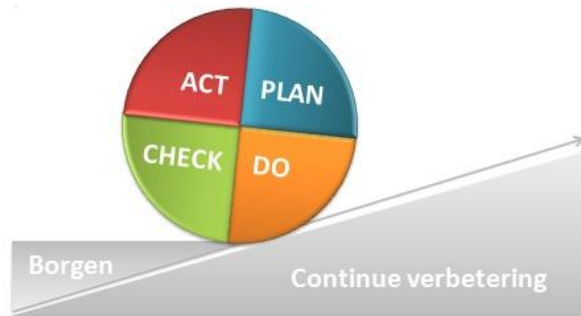 ACT
PLAN
CHECK
DO
Borgen
Continue verbetering